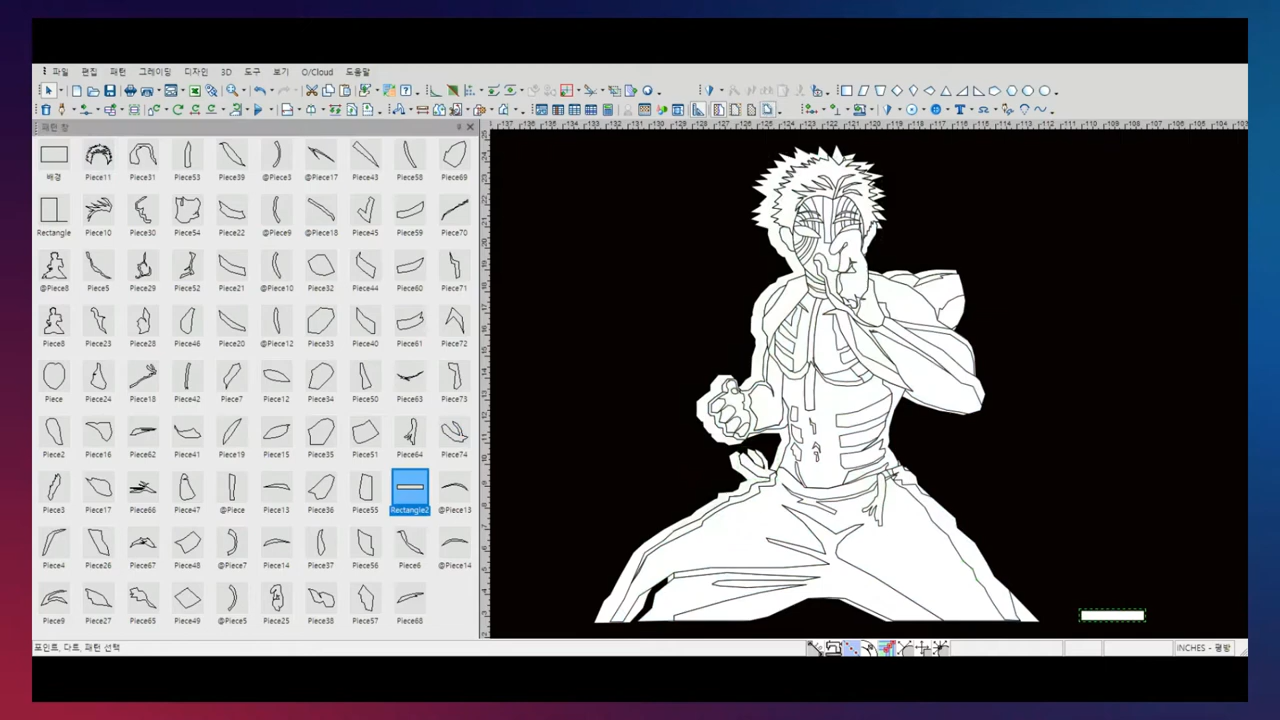 파일 편집 패턴 그레이딩 디자인 3D 도구 보기 O/Cloud 도움말
패턴 창
배경 Piece11 Piece31 Piece53 Piece39 @Piece3 @Piece17 Piece43 Piece58 Piece69
Rectangle Piece10 Piece30 Piece54 Piece22 @Piece9 @Piece18 Piece45 Piece59 Piece70
@Piece8 Piece5 Piece29 Piece52 Piece21 @Piece10 Piece32 Piece44 Piece60 Piece71
Piece8 Piece23 Piece28 Piece46 Piece20 @Piece12 Piece33 Piece40 Piece61 Piece72
Piece Piece24 Piece18 Piece42 Piece7 Piece12 Piece34 Piece50 Piece63 Piece73
Piece2 Piece16 Piece62 Piece41 Piece19 Piece15 Piece35 Piece51 Piece64 Piece74
Piece3 Piece17 Piece66 Piece47 @Piece Piece13 Piece36 Piece55 Rectangle2 @Piece13
Piece4 Piece26 Piece67 Piece48 @Piece7 Piece14 Piece37 Piece56 Piece6 @Piece14
Piece9 Piece27 Piece65 Piece49 @Piece5 Piece25 Piece38 Piece57 Piece68
포인트, 다트, 패턴 선택
INCHES - 평방